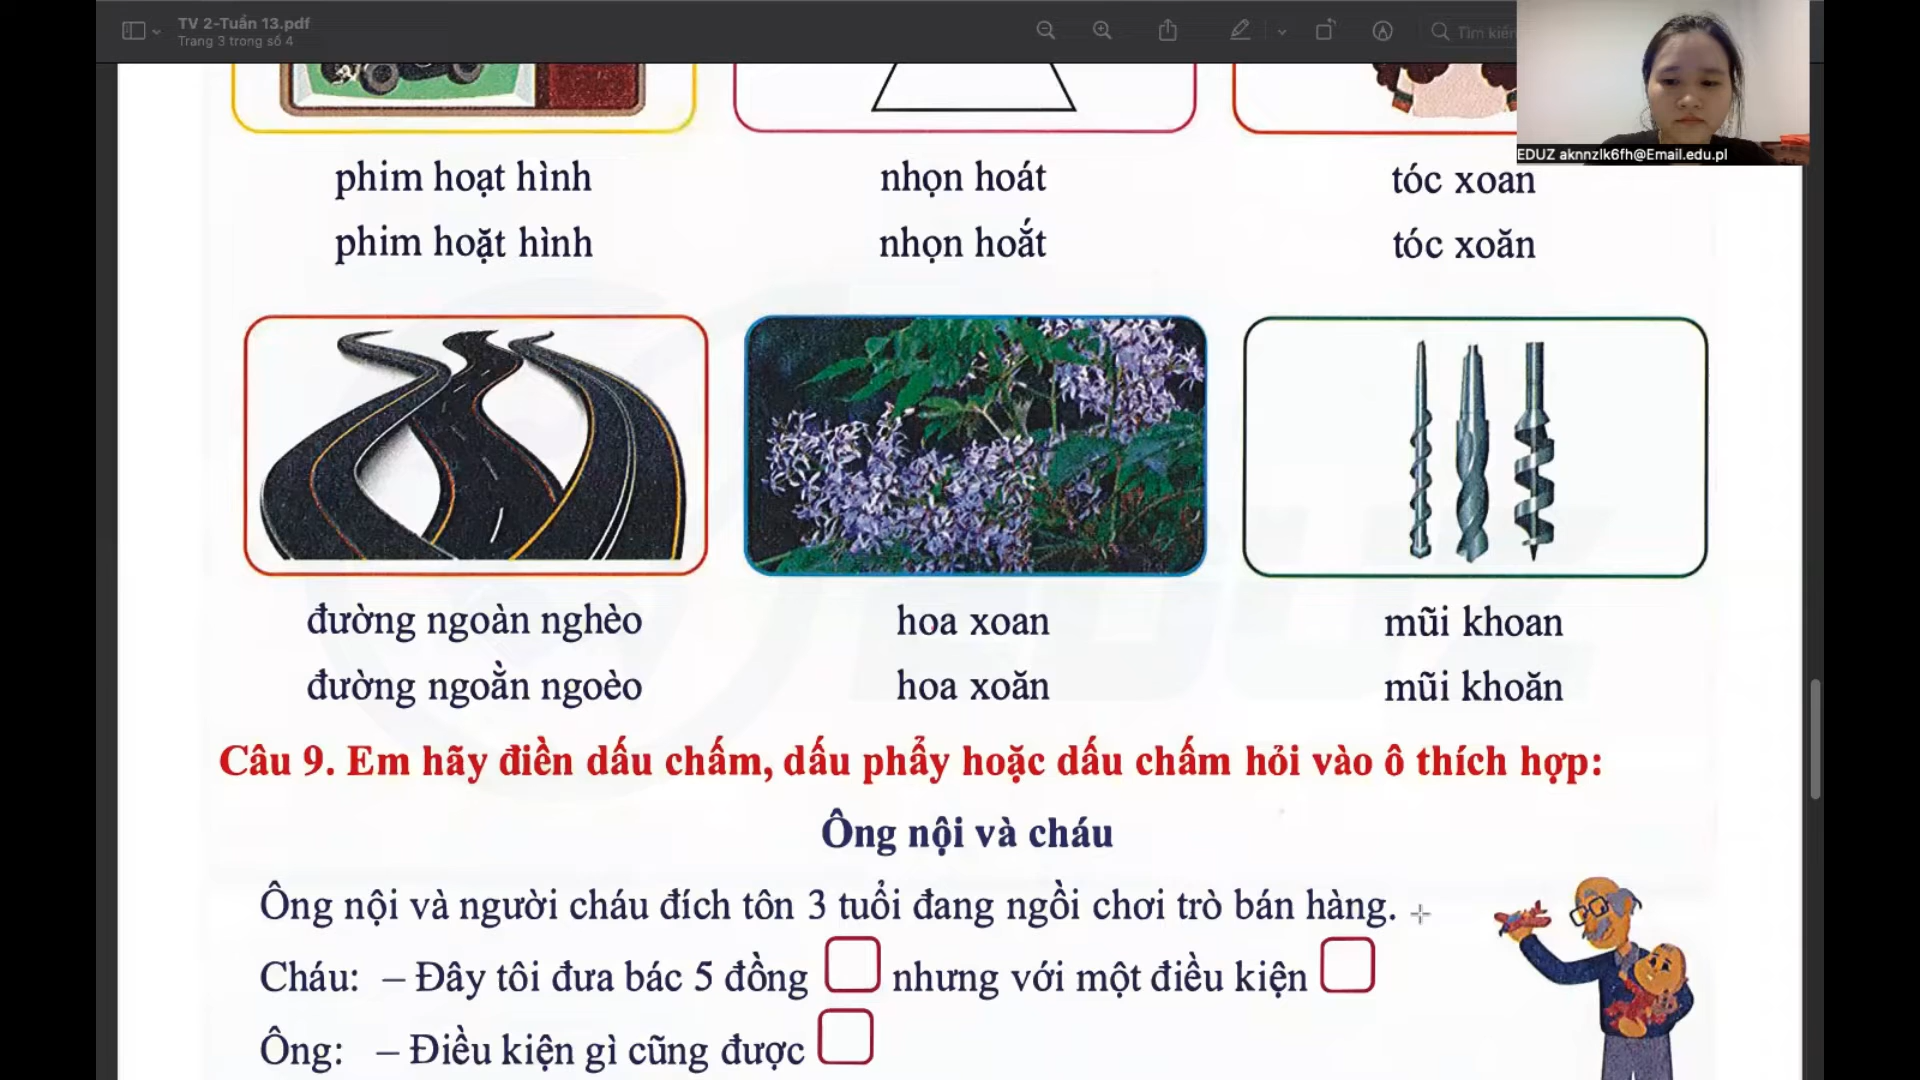 TV 2-Tuần 13.pdf
Trang 3 trong số 4
Tìm kiếm
EDUZ aknnzlk6fh@Email.edu.pl
phim hoạt hình nhọn hoát tóc xoan
phim hoặt hình nhọn hoắt tóc xoăn
đường ngoàn nghèo hoa xoan mũi khoan
đường ngoằn ngoèo hoa xoăn mũi khoăn
Câu 9. Em hãy điền dấu chấm, dấu phẩy hoặc dấu chấm hỏi vào ô thích hợp:
Ông nội và cháu
Ông nội và người cháu đích tôn 3 tuổi đang ngồi chơi trò bán hàng.
Cháu: – Đây tôi đưa bác 5 đồng nhưng với một điều kiện
Ông: – Điều kiện gì cũng được
EDUZ